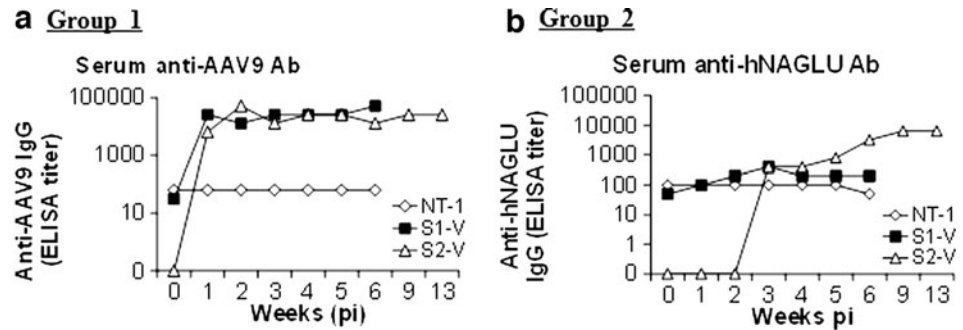 a Group 1
Serum anti-AAV9 Ab
Anti-AAV9 IgG
(ELISA titer)
100000
1000
10
0
0 1 2 3 4 5 6 9 13
Weeks (pi)
NT-1
S1-V
S2-V
b Group 2
Serum anti-hNAGLU Ab
Anti-hNAGLU
IgG (ELISA titer)
100000
10000
1000
100
10
1
0
0 1 2 3 4 5 6 9 13
Weeks pi
NT-1
S1-V
S2-V